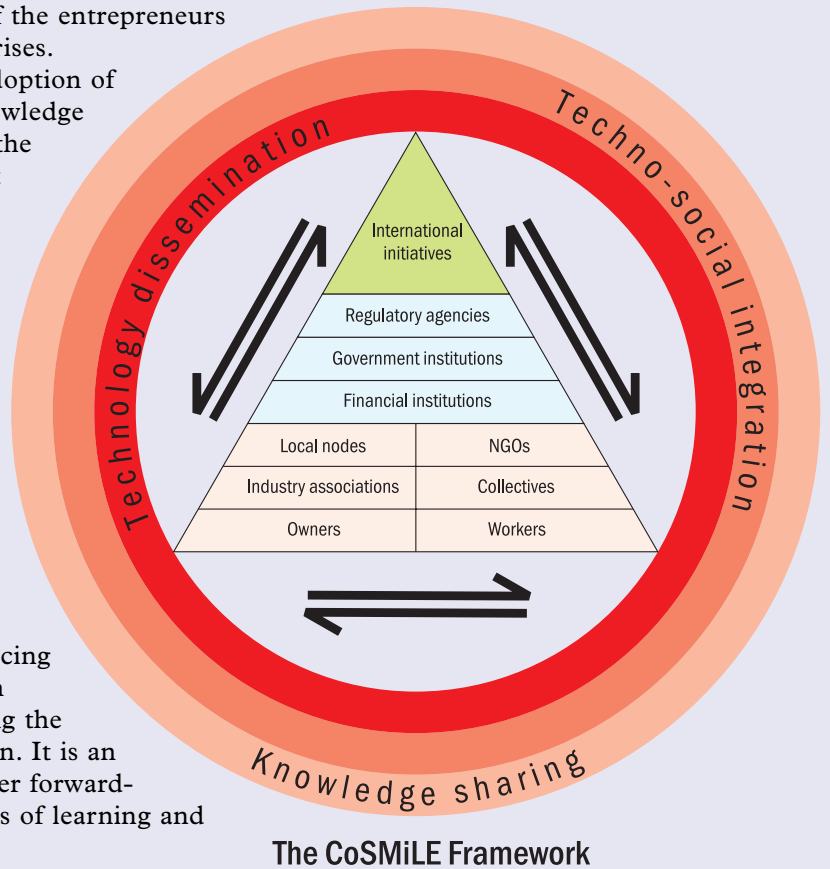 f the entrepreneurs
rises.
loption of
wledge
the
Technology dissemination
Techno-social integration
International
initiatives
Regulatory agencies
Government institutions
Financial institutions
Local nodes NGOs
Industry associations Collectives
Owners Workers
cing
g the
n. It is an
er forward-
s of learning and
Knowledge sharing
The CoSMiLE Framework